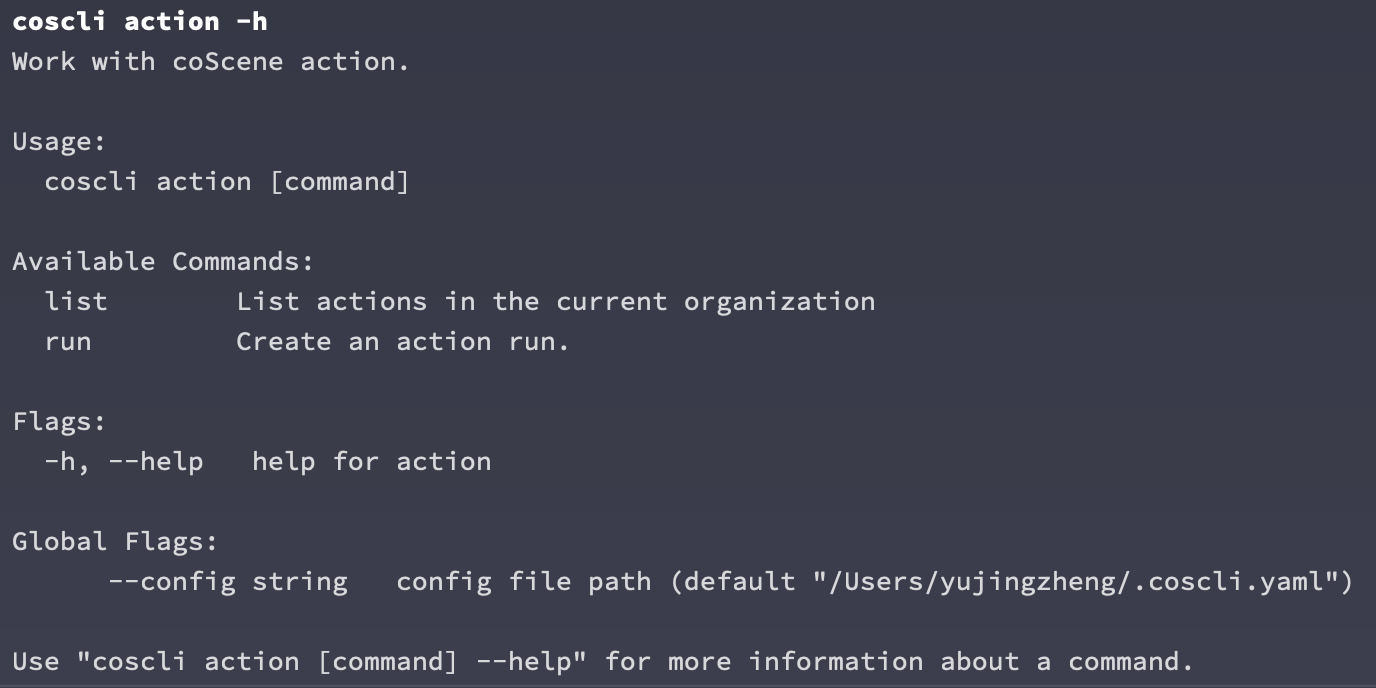 coscli action -h
Work with coScene action.
Usage:
coscli action [command]
Available Commands:
list List actions in the current organization
run Create an action run.
Flags:
-h, --help help for action
Global Flags:
--config string config file path (default "/Users/yujingzheng/.coscli.yaml")
Use "coscli action [command] --help" for more information about a command.